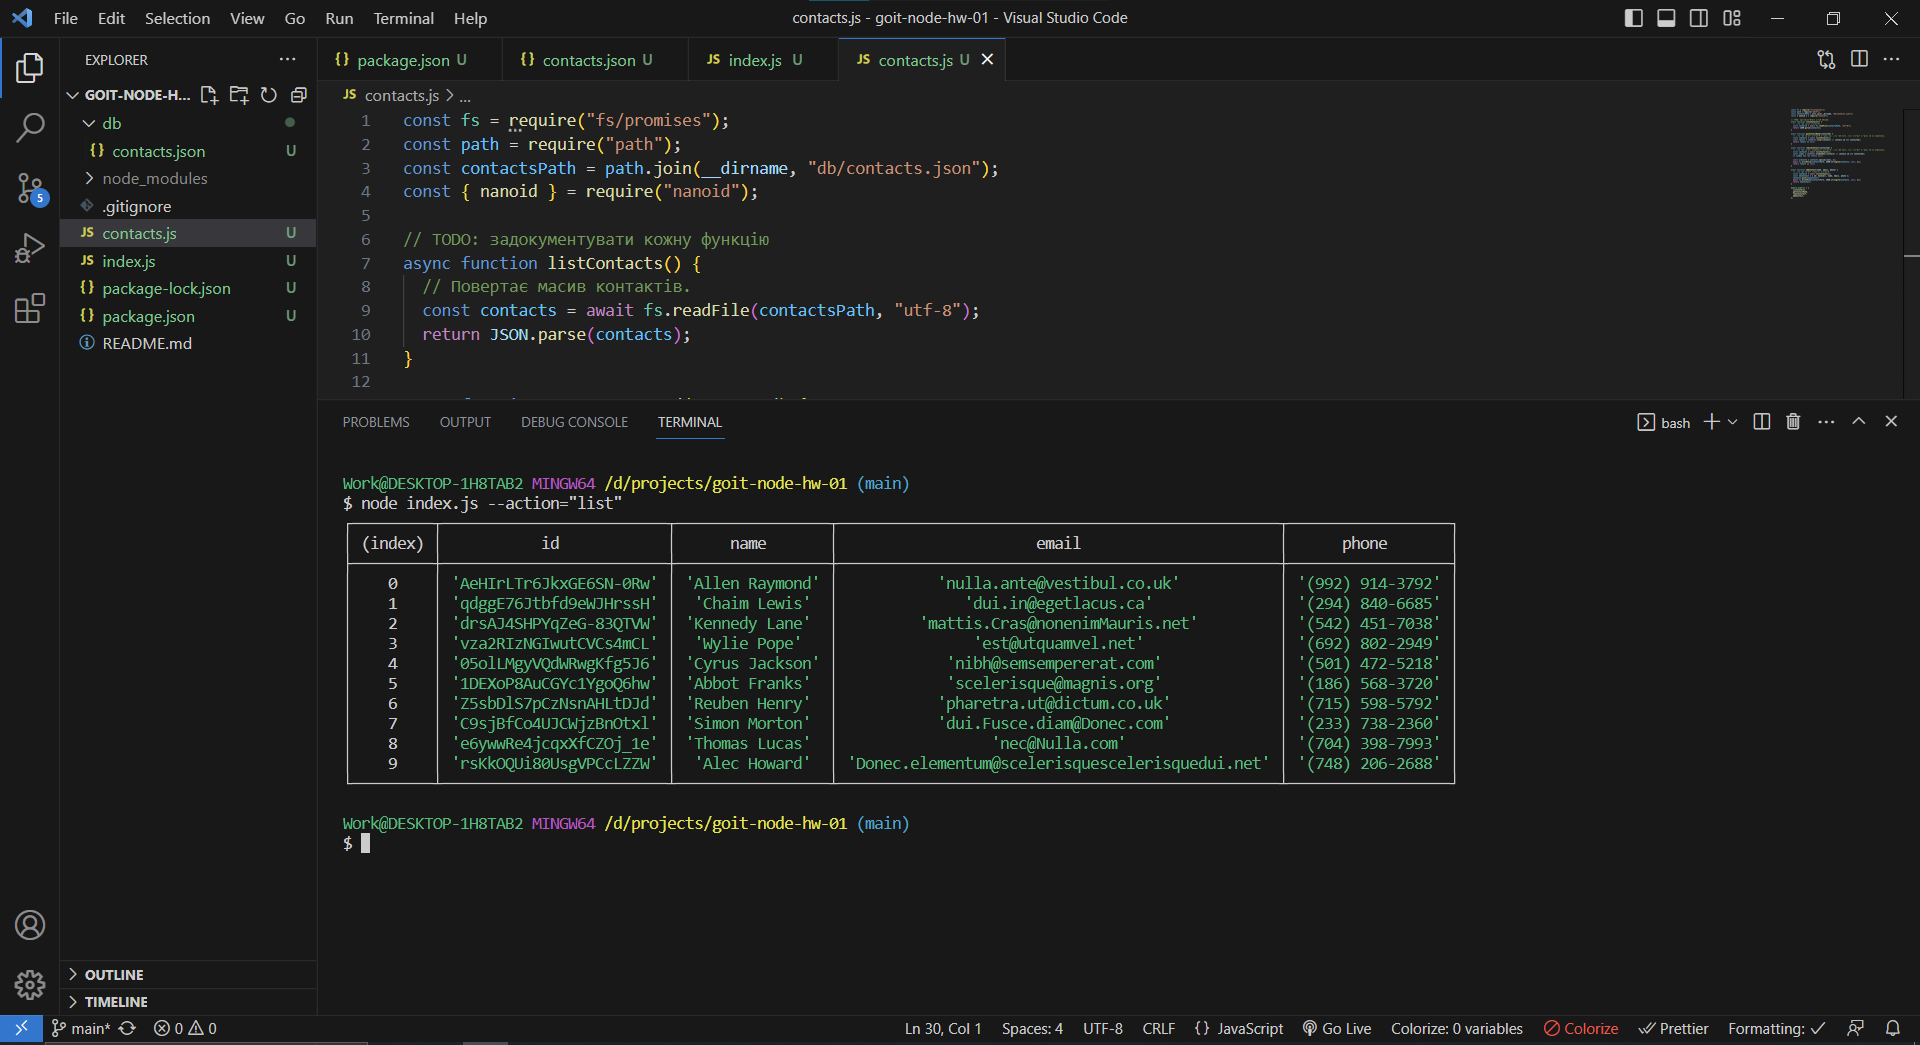 File Edit Selection View Go Run Terminal Help
contacts.js - goit-node-hw-01 - Visual Studio Code
EXPLORER
GOIT-NODE-H...
db
contacts.json U
node_modules
.gitignore
JS contacts.js U
JS index.js U
{} package-lock.json U
{} package.json U
README.md
OUTLINE
TIMELINE
5
{} package.json U {} contacts.json U JS index.js U JS contacts.js U
JS contacts.js > ...
1 const fs = require("fs/promises");
2 const path = require("path");
3 const contactsPath = path.join(__dirname, "db/contacts.json");
4 const { nanoid } = require("nanoid");
5
6 // TODO: задокументувати кожну функцію
7 async function listContacts() {
8 // Повертає масив контактів.
9 const contacts = await fs.readFile(contactsPath, "utf-8");
10 return JSON.parse(contacts);
11 }
12
PROBLEMS OUTPUT DEBUG CONSOLE TERMINAL
bash
Work@DESKTOP-1H8TAB2 MINGW64 /d/projects/goit-node-hw-01 (main)
$ node index.js --action="list"
(index) id name email phone
0 'AeHIrLTr6JkxGE6SN-0Rw' 'Allen Raymond' 'nulla.ante@vestibul.co.uk' '(992) 914-3792'
1 'qdggE76Jtbfd9eWJHrssH' 'Chaim Lewis' 'dui.in@egetlacus.ca' '(294) 840-6685'
2 'drsAJ4SHPYqZeG-83QTVW' 'Kennedy Lane' 'mattis.Cras@nonenimMauris.net' '(542) 451-7038'
3 'vza2RIzNGIwutCVCs4mCL' 'Wylie Pope' 'est@utquamvel.net' '(692) 802-2949'
4 '05olLMgyVQdWRwgKfg5J6' 'Cyrus Jackson' 'nibh@semsempererat.com' '(501) 472-5218'
5 '1DEXoP8AuCGYc1YgoQ6hw' 'Abbot Franks' 'scelerisque@magnis.org' '(186) 568-3720'
6 'Z5sbDlS7pCzNsnAHLtDJd' 'Reuben Henry' 'pharetra.ut@dictum.co.uk' '(715) 598-5792'
7 'C9sjBfCo4UJCWjzBnOtxl' 'Simon Morton' 'dui.Fusce.diam@Donec.com' '(233) 738-2360'
8 'e6ywwRe4jcqxXfCZOj_1e' 'Thomas Lucas' 'nec@Nulla.com' '(704) 398-7993'
9 'rsKkOQUi80UsgVPCcLZZW' 'Alec Howard' 'Donec.elementum@scelerisquescelerisquedui.net' '(748) 206-2688'
Work@DESKTOP-1H8TAB2 MINGW64 /d/projects/goit-node-hw-01 (main)
$
main* 0 0 Ln 30, Col 1 Spaces: 4 UTF-8 CRLF {} JavaScript Go Live Colorize: 0 variables Colorize Prettier Formatting: